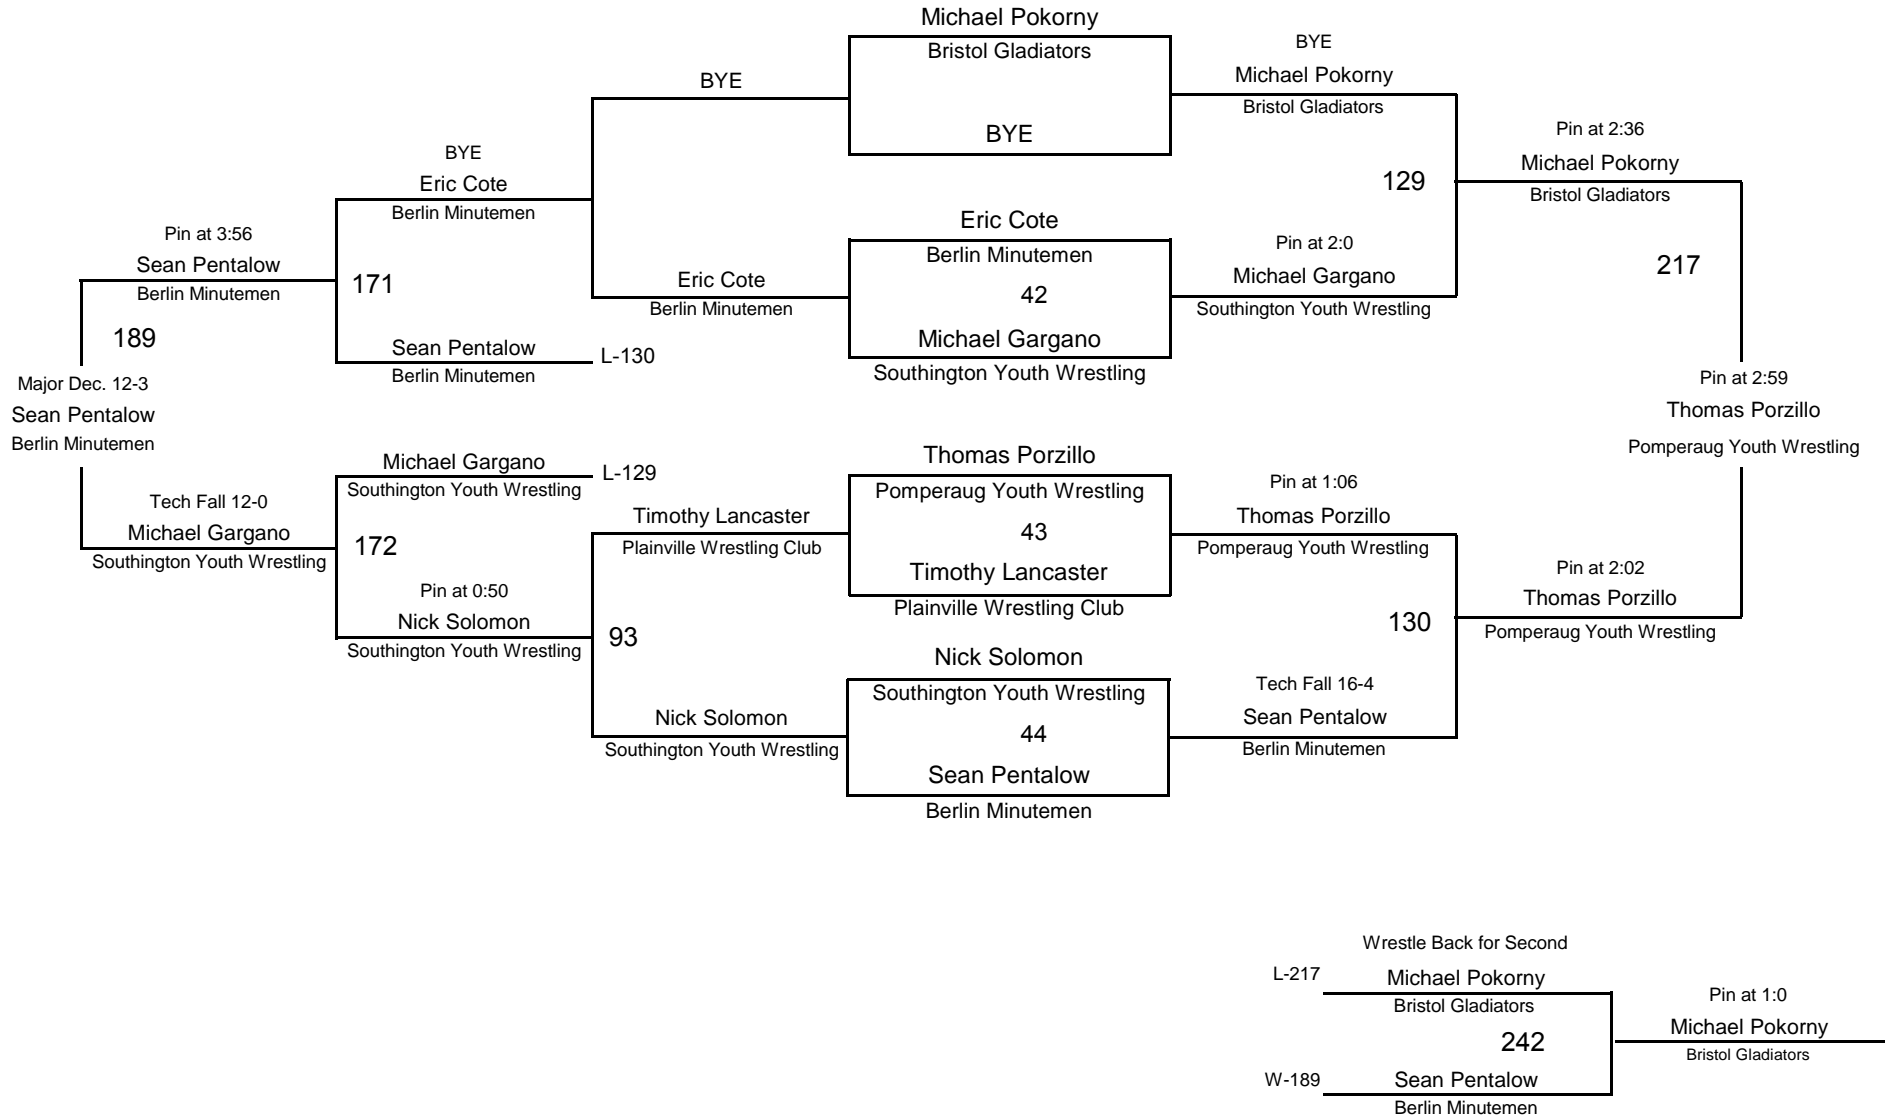 Michael Pokorny
Bristol Gladiators
BYE
BYE
Michael Pokorny
Bristol Gladiators
BYE
Pin at 2:36
Michael Pokorny
Bristol Gladiators
BYE
Eric Cote
Berlin Minutemen
129
Pin at 3:56
Sean Pentalow
Berlin Minutemen
171
Eric Cote
Berlin Minutemen
Eric Cote
Berlin Minutemen
42
Michael Gargano
Southington Youth Wrestling
Pin at 2:0
Michael Gargano
Southington Youth Wrestling
217
189
Sean Pentalow
Berlin Minutemen
L-130
Major Dec. 12-3
Sean Pentalow
Berlin Minutemen
Pin at 2:59
Thomas Porzillo
Pomperaug Youth Wrestling
Michael Gargano
Southington Youth Wrestling
L-129
Thomas Porzillo
Pomperaug Youth Wrestling
43
Timothy Lancaster
Plainville Wrestling Club
Pin at 1:06
Thomas Porzillo
Pomperaug Youth Wrestling
Tech Fall 12-0
Michael Gargano
Southington Youth Wrestling
172
Timothy Lancaster
Plainville Wrestling Club
Pin at 2:02
Thomas Porzillo
Pomperaug Youth Wrestling
Pin at 0:50
Nick Solomon
Southington Youth Wrestling
93
130
Nick Solomon
Southington Youth Wrestling
44
Sean Pentalow
Berlin Minutemen
Nick Solomon
Southington Youth Wrestling
Tech Fall 16-4
Sean Pentalow
Berlin Minutemen
Wrestle Back for Second
L-217
Michael Pokorny
Bristol Gladiators
242
W-189
Sean Pentalow
Berlin Minutemen
Pin at 1:0
Michael Pokorny
Bristol Gladiators